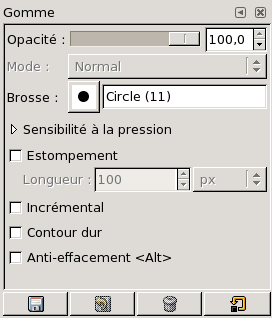 Gomme
Opacité : 100,0
Mode : Normal
Brosse : Circle (11)
Sensibilité à la pression
Estompement
Longueur : 100 px
Incrémental
Contour dur
Anti-effacement <Alt>